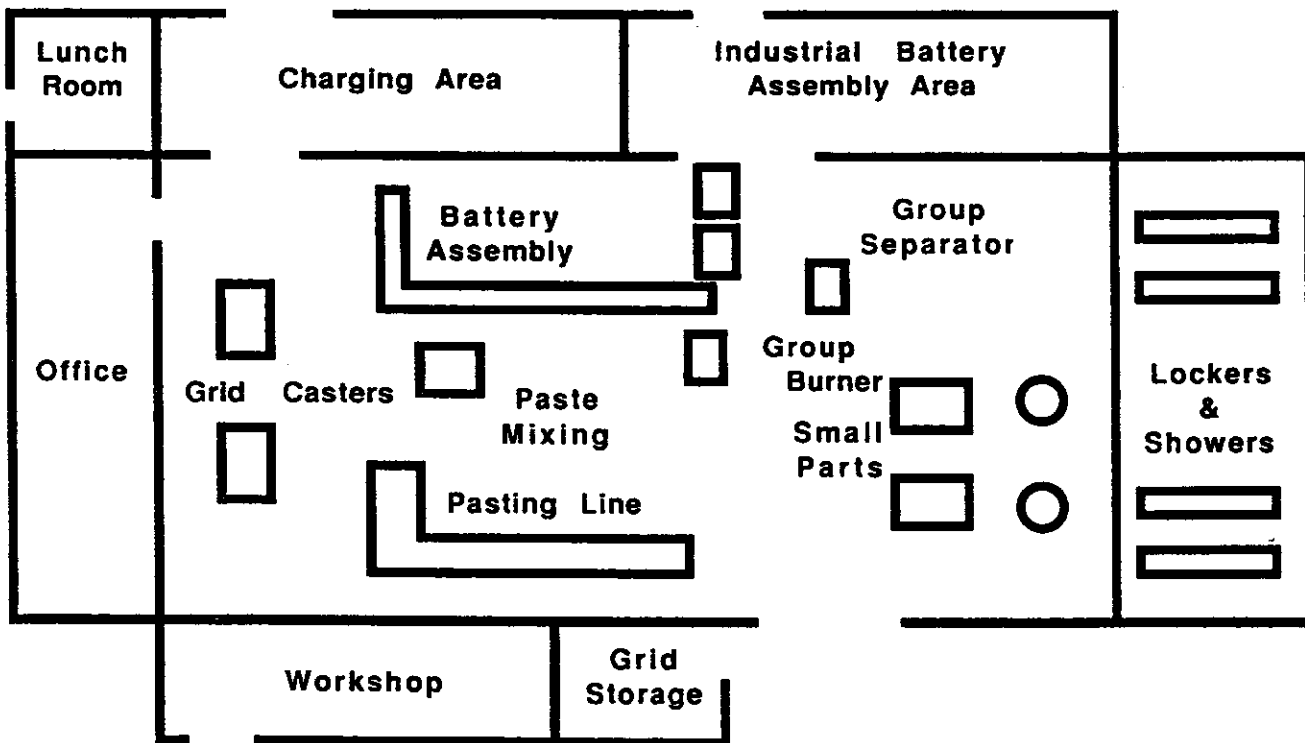 Lunch
Room
Charging Area
Industrial Battery
Assembly Area
Battery
Assembly
Group
Separator
Office
Grid Casters
Paste
Mixing
Group
Burner
Small
Parts
Lockers
&
Showers
Pasting Line
Workshop
Grid
Storage